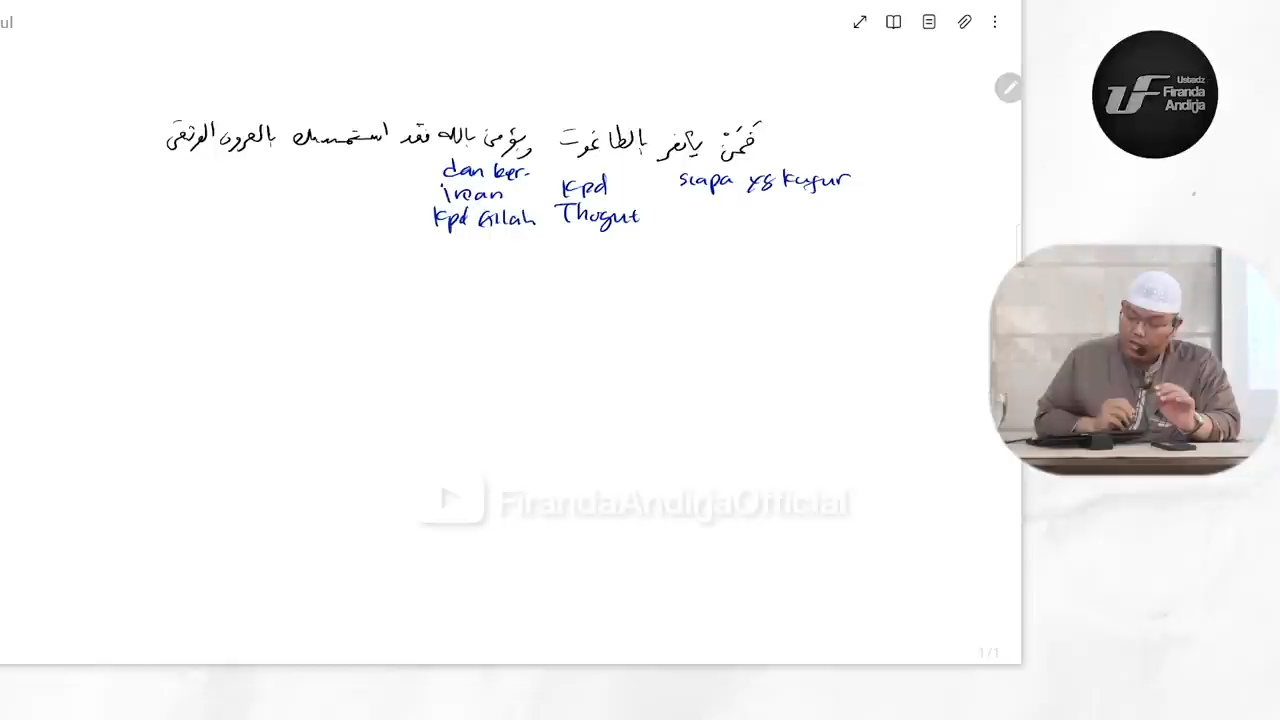 ul
Ustadz
Firanda
Andirja
فَمَنْ يكفر بالطاغوت ويؤمن بالله فقد استمسك بالعروة الوثقى
siapa yg kufur
kpd
Thogut
dan ber-
iman
kpd Allah
FirandaAndirjaOfficial
1/1